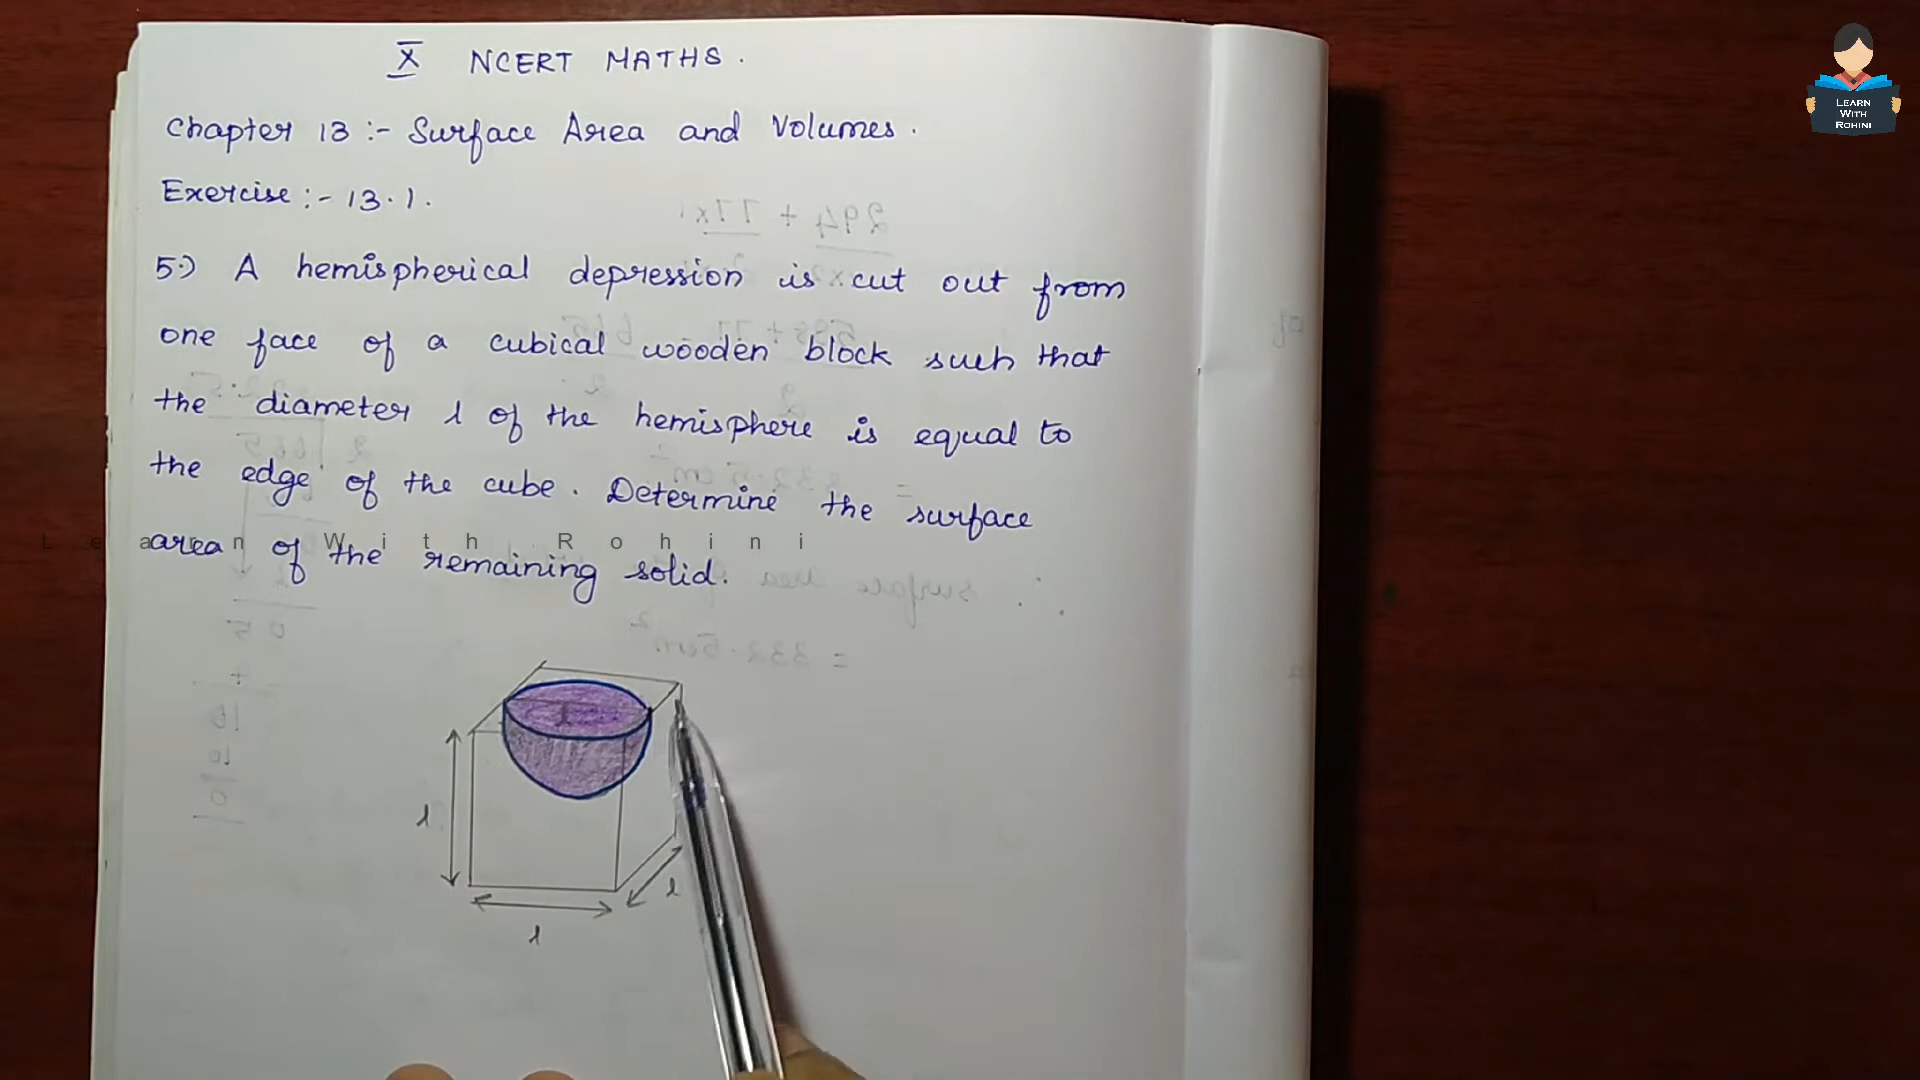 X NCERT MATHS.
Chapter 13 :- Surface Area and Volumes.
Exercise :- 13.1.
5:) A hemispherical depression is cut out from
one face of a cubical wooden block such that
the diameter l of the hemisphere is equal to
the edge of the cube. Determine the surface
area of the remaining solid.
Learn With Rohini
l
l
l
l
LEARN
WITH
ROHINI